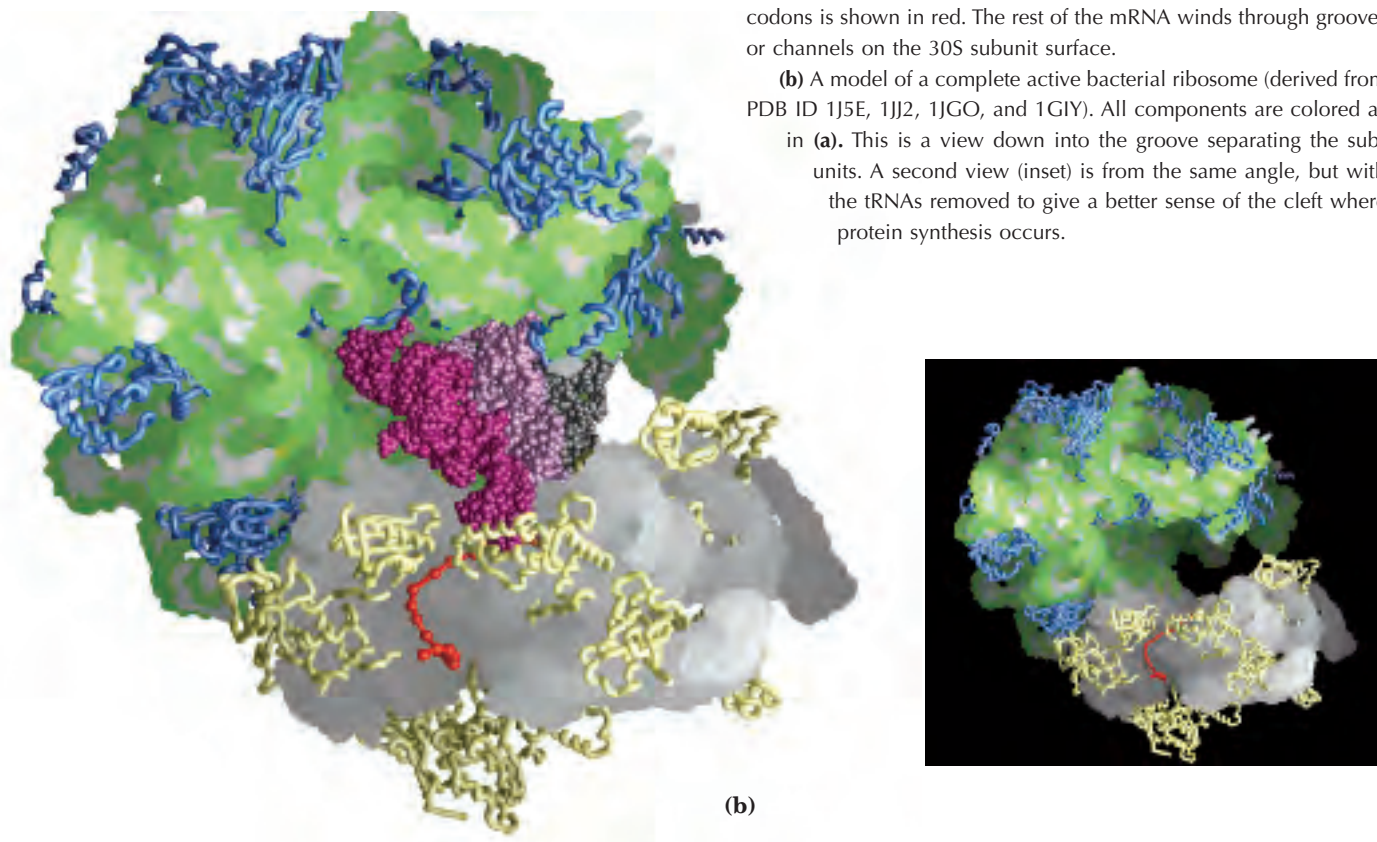 codons is shown in red. The rest of the mRNA winds through groove
or channels on the 30S subunit surface.
(b) A model of a complete active bacterial ribosome (derived from
PDB ID 1J5E, 1JJ2, 1JGO, and 1GIY). All components are colored a
in (a). This is a view down into the groove separating the sub
units. A second view (inset) is from the same angle, but with
the tRNAs removed to give a better sense of the cleft where
protein synthesis occurs.
(b)